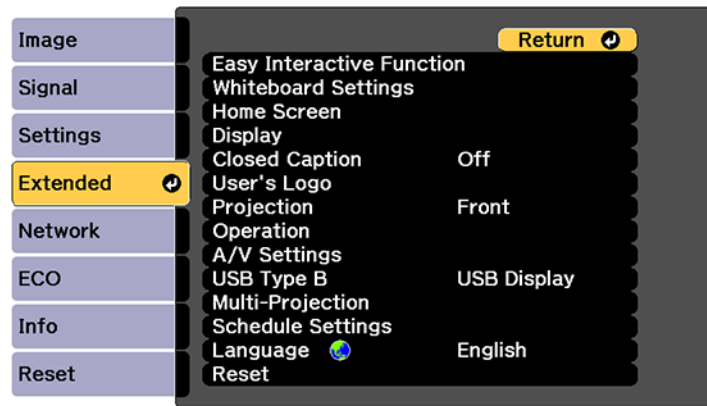 Image
Signal
Settings
Extended
Network
ECO
Info
Reset
Return
Easy Interactive Function
Whiteboard Settings
Home Screen
Display
Closed Caption Off
User's Logo
Projection Front
Operation
A/V Settings
USB Type B USB Display
Multi-Projection
Schedule Settings
Language English
Reset